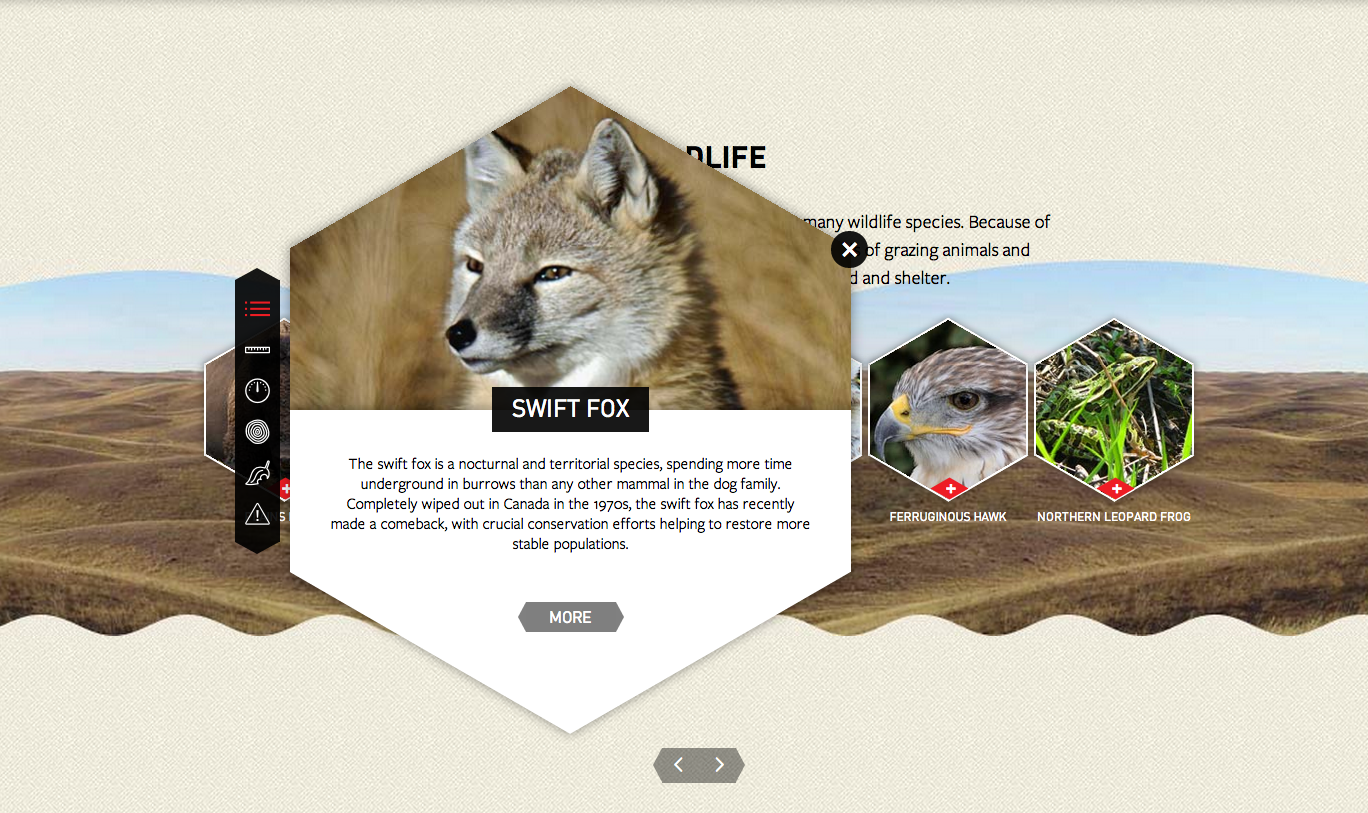 DLIFE
many wildlife species. Because of
of grazing animals and
and shelter.
SWIFT FOX
The swift fox is a nocturnal and territorial species, spending more time
underground in burrows than any other mammal in the dog family.
Completely wiped out in Canada in the 1970s, the swift fox has recently
made a comeback, with crucial conservation efforts helping to restore more
stable populations.
MORE
FERRUGINOUS HAWK
NORTHERN LEOPARD FROG